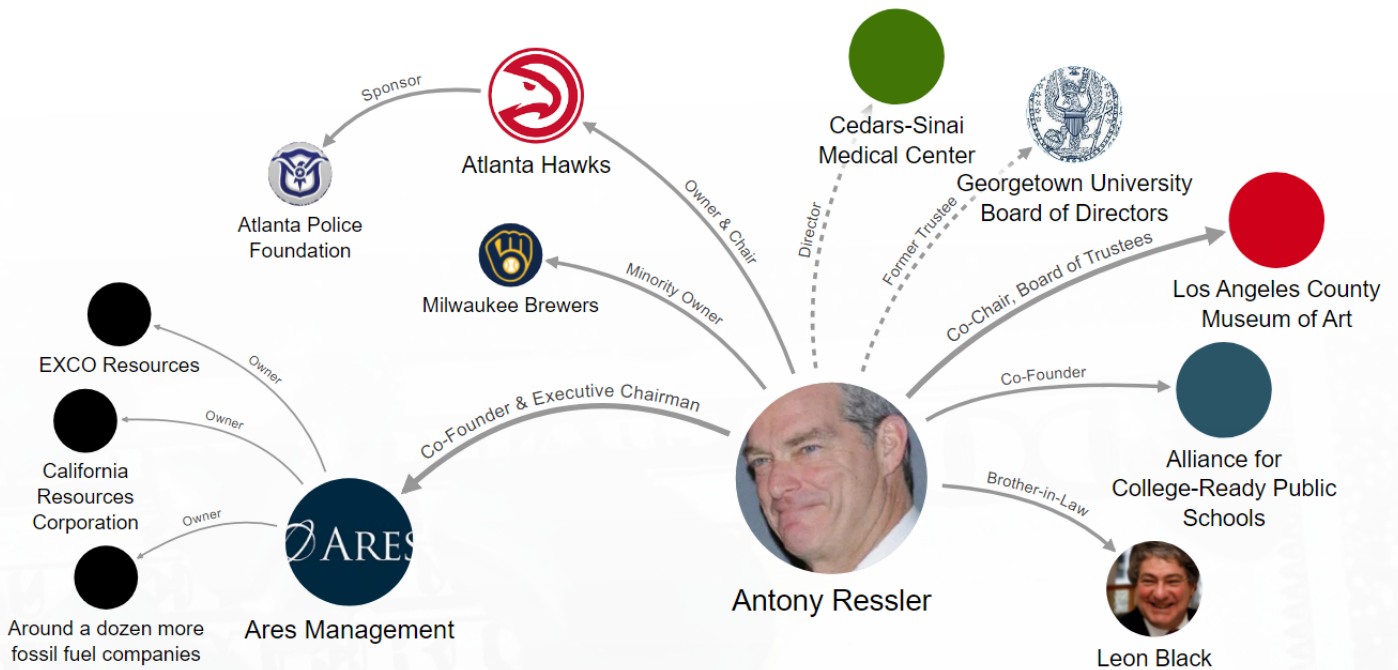 Sponsor
Atlanta Hawks
Atlanta Police
Foundation
Owner & Chair
Milwaukee Brewers
Minority Owner
Cedars-Sinai
Medical Center
Director
Georgetown University
Board of Directors
Former Trustee
Los Angeles County
Museum of Art
Co-Chair, Board of Trustees
Co-Founder
Alliance for
College-Ready Public
Schools
Brother-in-Law
Leon Black
Antony Ressler
Co-Founder & Executive Chairman
ARES
Ares Management
Owner
EXCO Resources
Owner
California
Resources
Corporation
Owner
Around a dozen more
fossil fuel companies